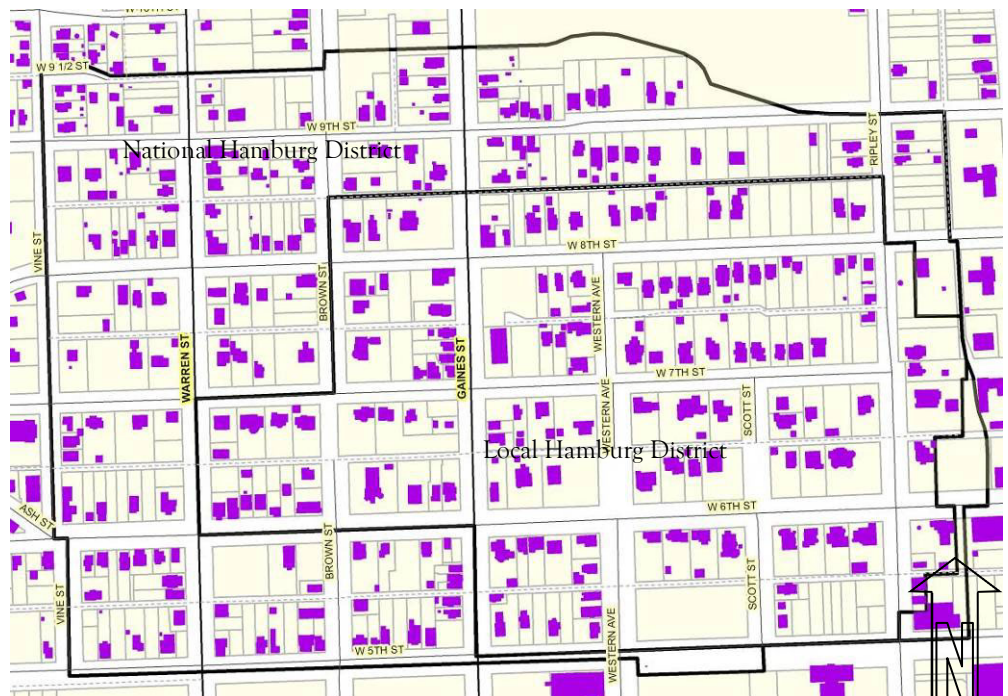 W 9 1/2 ST
W 9TH ST
RIPLEY ST
National Hamburg District
VINE ST
W 8TH ST
BROWN ST
WESTERN AVE
WARREN ST
GAINES ST
W 7TH ST
WESTERN AVE
SCOTT ST
Local Hamburg District
ASH ST
W 6TH ST
BROWN ST
VINE ST
SCOTT ST
WESTERN AVE
W 5TH ST
N